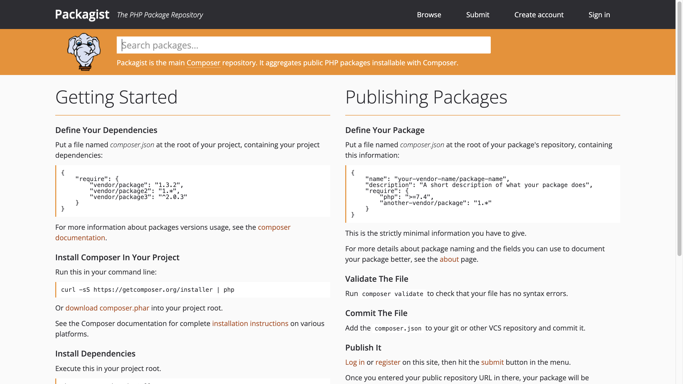 Packagist The PHP Package Repository
Browse Submit Create account Sign in
Search packages...
Packagist is the main Composer repository. It aggregates public PHP packages installable with Composer.
Getting Started
Define Your Dependencies
Put a file named composer.json at the root of your project, containing your project
dependencies:
{
    "require": {
        "vendor/package": "1.3.2",
        "vendor/package2": "1.*",
        "vendor/package3": "^2.0.3"
    }
}
For more information about packages versions usage, see the composer
documentation.
Install Composer In Your Project
Run this in your command line:
curl -sS https://getcomposer.org/installer | php
Or download composer.phar into your project root.
See the Composer documentation for complete installation instructions on various
platforms.
Install Dependencies
Execute this in your project root.
Publishing Packages
Define Your Package
Put a file named composer.json at the root of your package's repository, containing
this information:
{
    "name": "your-vendor-name/package-name",
    "description": "A short description of what your package does",
    "require": {
        "php": ">=7.4",
        "another-vendor/package": "1.*"
    }
}
This is the strictly minimal information you have to give.
For more details about package naming and the fields you can use to document
your package better, see the about page.
Validate The File
Run composer validate to check that your file has no syntax errors.
Commit The File
Add the composer.json to your git or other VCS repository and commit it.
Publish It
Log in or register on this site, then hit the submit button in the menu.
Once you entered your public repository URL in there, your package will be